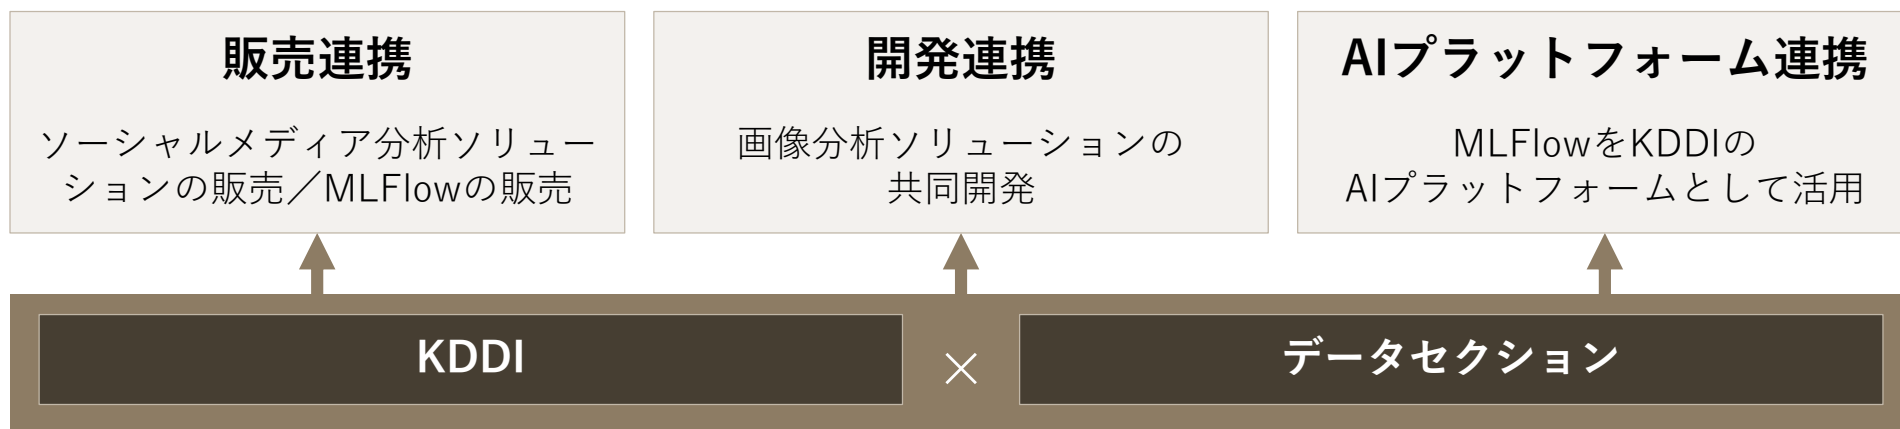 販売連携
ソーシャルメディア分析ソリュー
ションの販売／MLFlowの販売
開発連携
画像分析ソリューションの
共同開発
AIプラットフォーム連携
MLFlowをKDDIの
AIプラットフォームとして活用
KDDI
×
データセクション